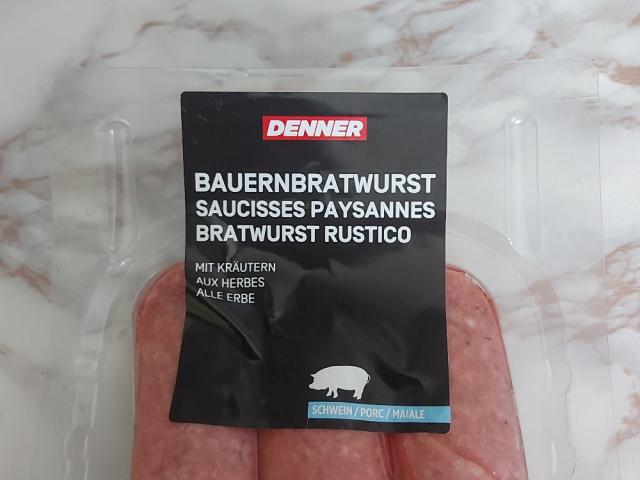 DENNER
BAUERNBRATWURST
SAUCISSES PAYSANNES
BRATWURST RUSTICO
MIT KRÄUTERN
AUX HERBES
ALLE ERBE
SCHWEIN / PORC / MAIALE